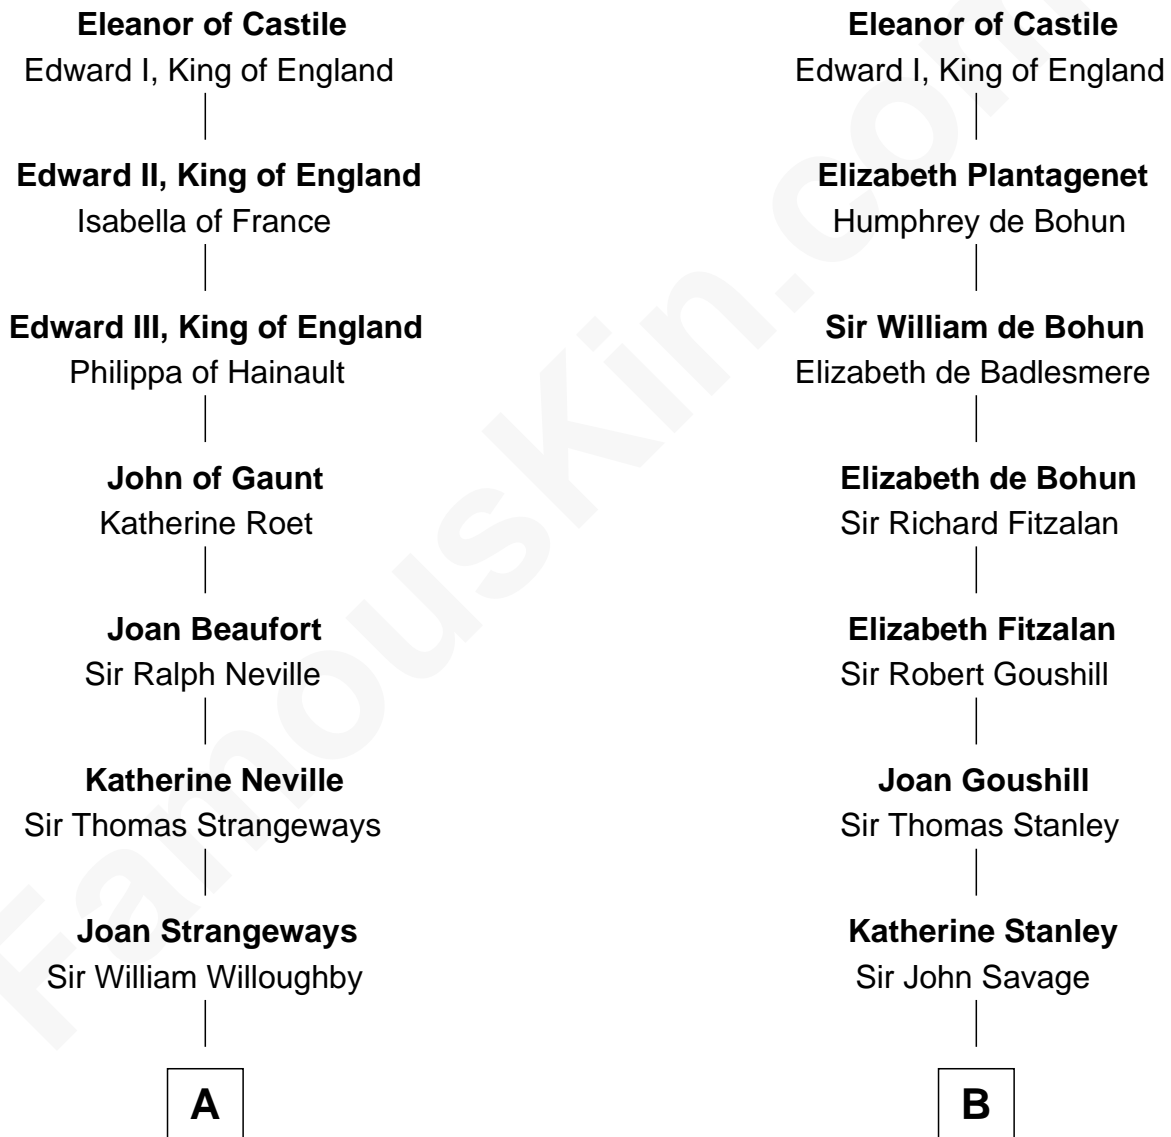 Eleanor of Castile
Edward I, King of England
Edward II, King of England
Isabella of France
Edward III, King of England
Philippa of Hainault
John of Gaunt
Katherine Roet
Joan Beaufort
Sir Ralph Neville
Katherine Neville
Sir Thomas Strangeways
Joan Strangeways
Sir William Willoughby
A
Eleanor of Castile
Edward I, King of England
Elizabeth Plantagenet
Humphrey de Bohun
Sir William de Bohun
Elizabeth de Badlesmere
Elizabeth de Bohun
Sir Richard Fitzalan
Elizabeth Fitzalan
Sir Robert Goushill
Joan Goushill
Sir Thomas Stanley
Katherine Stanley
Sir John Savage
B
FamousKin.com